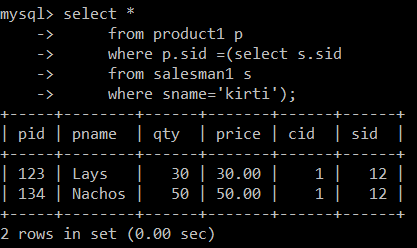 mysql> select *
    ->     from product1 p
    ->     where p.sid =(select s.sid
    ->     from salesman1 s
    ->     where sname='kirti');
+-----+--------+------+-------+------+------+
| pid | pname  | qty  | price | cid  | sid  |
+-----+--------+------+-------+------+------+
| 123 | Lays   |   30 | 30.00 |    1 |   12 |
| 134 | Nachos |   50 | 50.00 |    1 |   12 |
+-----+--------+------+-------+------+------+
2 rows in set (0.00 sec)